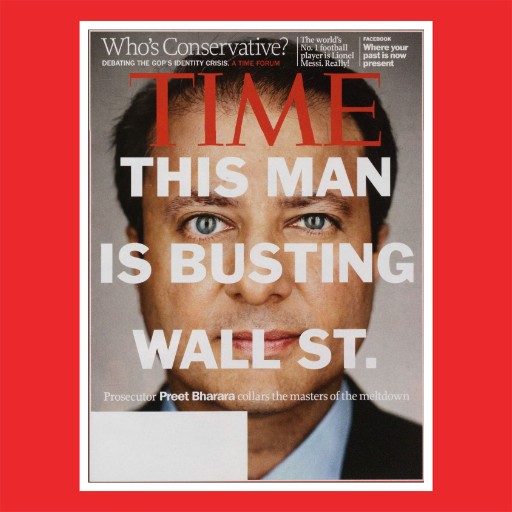 Who's Conservative?
DEBATING THE GOP'S IDENTITY CRISIS. A TIME FORUM
The world's
No. 1 football
player is Lionel
Messi. Really!
FACEBOOK
Where your
past is now
present
TIME
THIS MAN
IS BUSTING
WALL ST.
Prosecutor Preet Bharara collars the masters of the meltdown